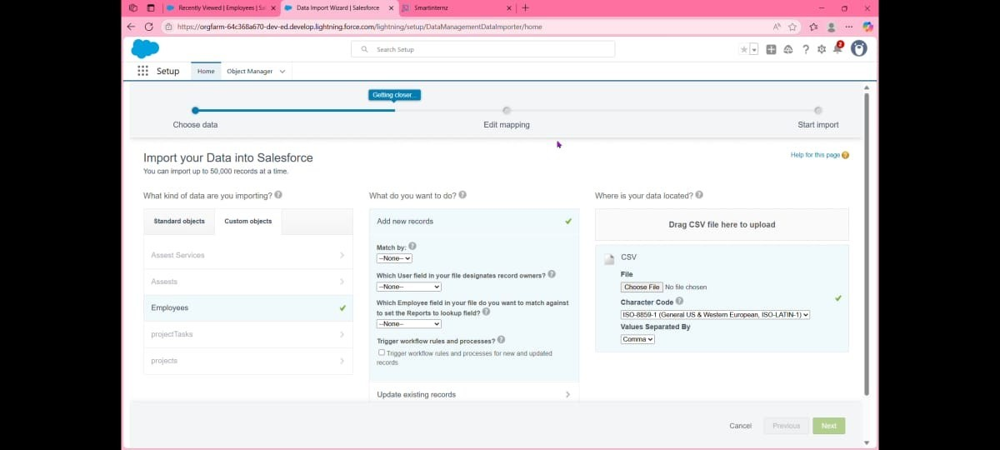 Recently Viewed | Employees | Sal
Data Import Wizard | Salesforce
Smartinternz
https://orgfarm-64c368a670-dev-ed.develop.lightning.force.com/lightning/setup/DataManagementDataImporter/home
Search Setup
2
Setup
Home
Object Manager
Getting closer...
Choose data
Edit mapping
Start import
Import your Data into Salesforce
Help for this page
You can import up to 50,000 records at a time.
What kind of data are you importing? ?
Standard objects
Custom objects
Assest Services
Assests
Employees
projectTasks
projects
What do you want to do? ?
Add new records
Match by: ?
--None--
Which User field in your file designates record owners? ?
--None--
Which Employee field in your file do you want to match against
to set the Reports to lookup field? ?
--None--
Trigger workflow rules and processes? ?
Trigger workflow rules and processes for new and updated
records
Update existing records
Where is your data located? ?
Drag CSV file here to upload
CSV
File
Choose File No file chosen
Character Code ?
ISO-8859-1 (General US & Western European, ISO-LATIN-1)
Values Separated By
Comma
Cancel
Previous
Next